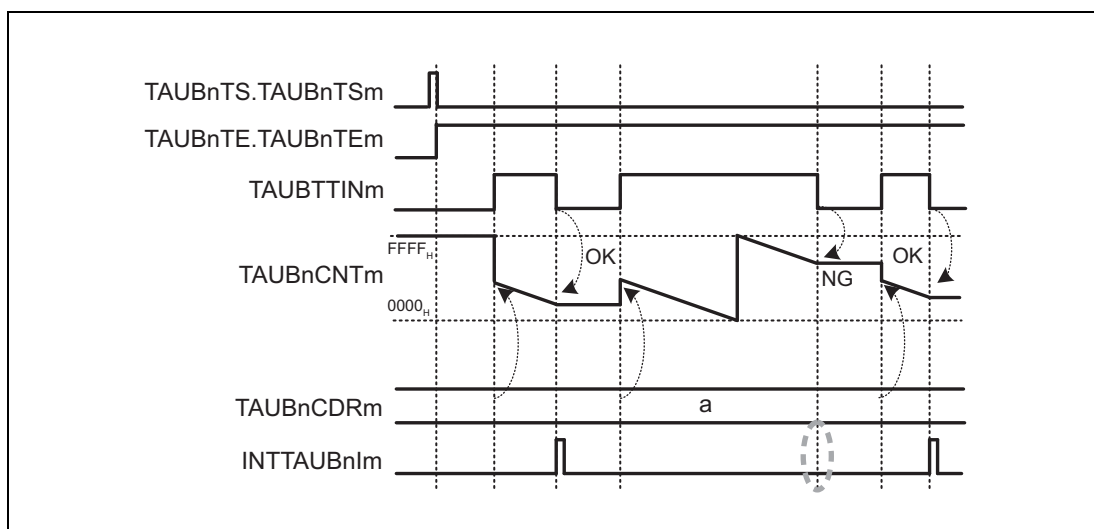 TAUBnTS.TAUBnTSm
TAUBnTE.TAUBnTEm
TAUBTTINm
FFFFH
OK
OK
TAUBnCNTm
NG
0000H
a
TAUBnCDRm
INTTAUBnIm